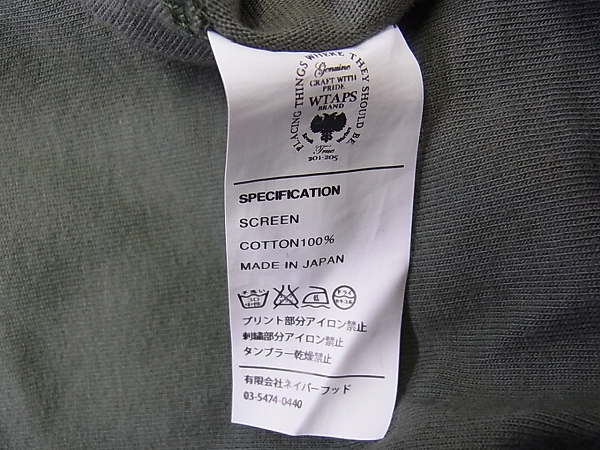 PLACING THINGS WHERE THEY SHOULD BE.
Genuine
CRAFT WITH
PRIDE
WTAPS
BRAND
True
201-205
SPECIFICATION
SCREEN
COTTON100%
MADE IN JAPAN
プリント部分アイロン禁止
刺繍部分アイロン禁止
タンブラー乾燥禁止
有限会社ネイバーフッド
03-5474-0440